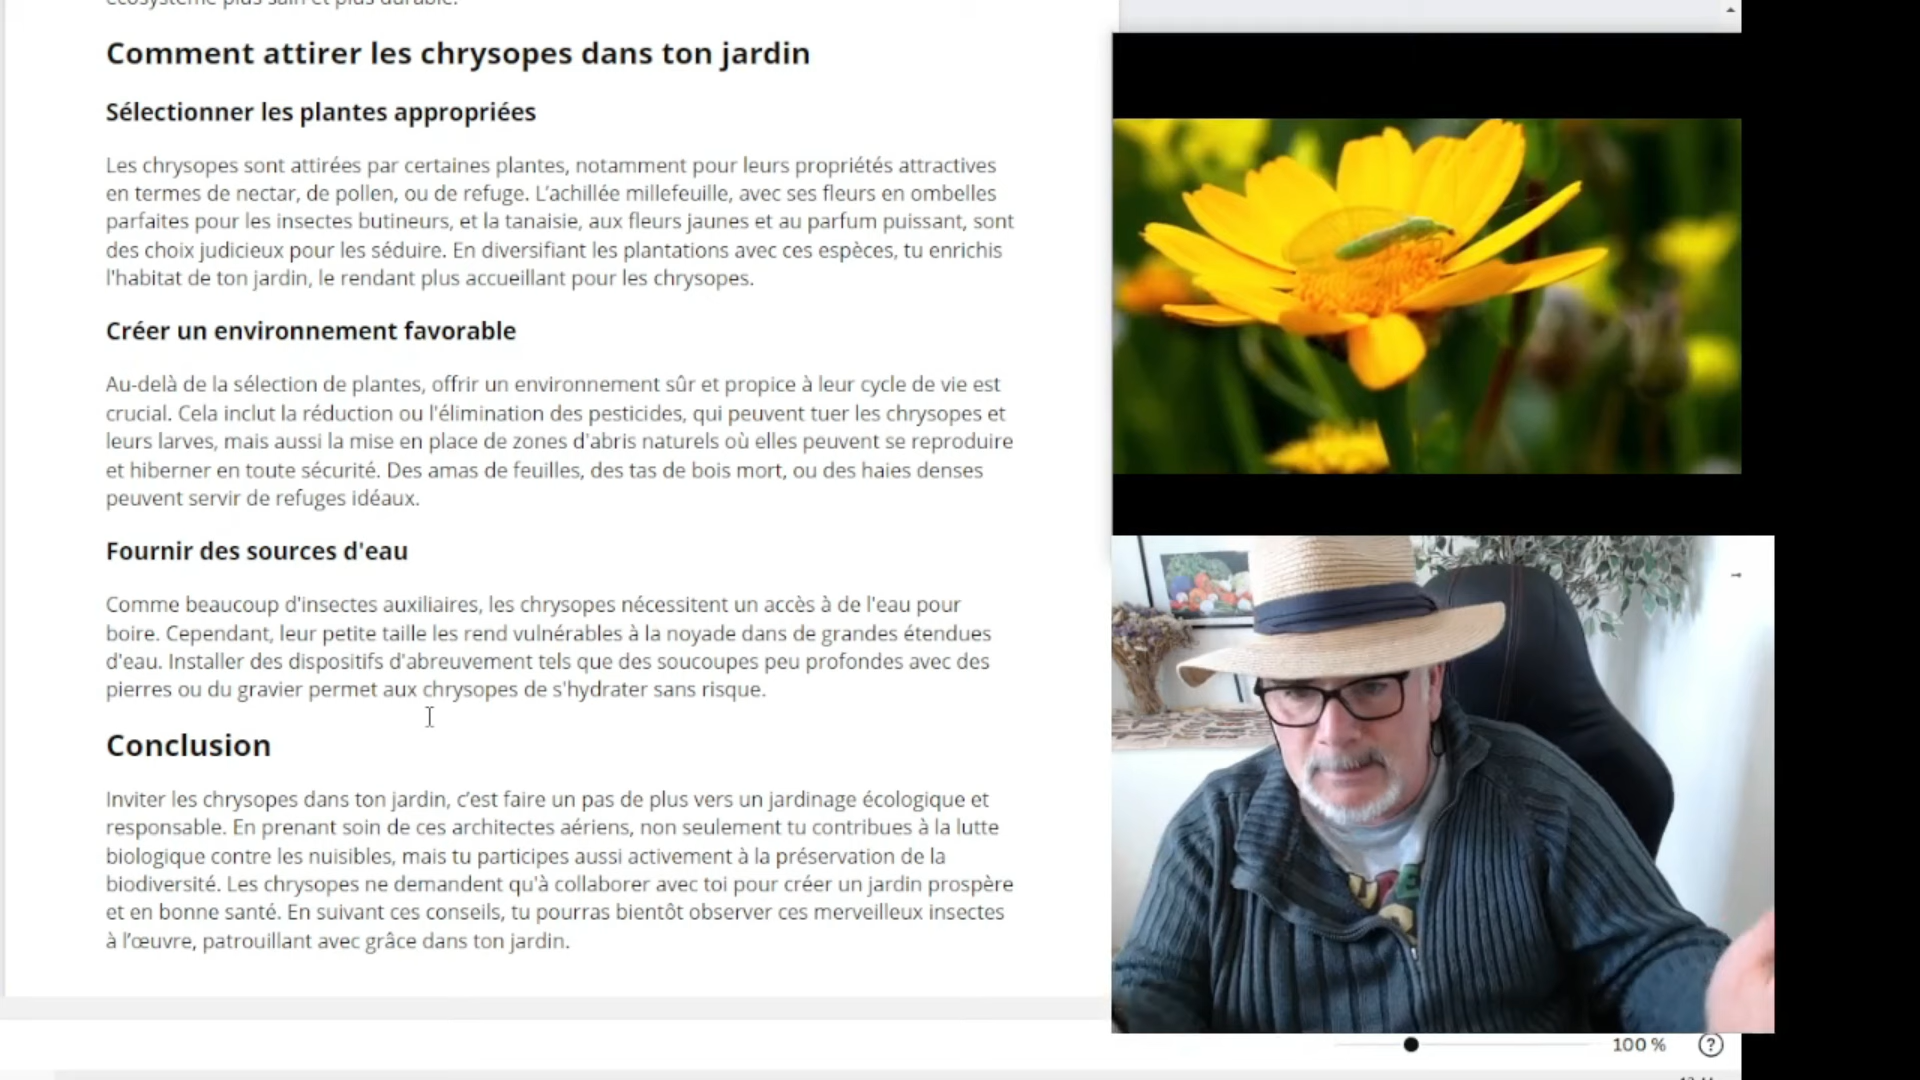 écosystème plus sain et plus durable.
Comment attirer les chrysopes dans ton jardin
Sélectionner les plantes appropriées
Les chrysopes sont attirées par certaines plantes, notamment pour leurs propriétés attractives
en termes de nectar, de pollen, ou de refuge. L’achillée millefeuille, avec ses fleurs en ombelles
parfaites pour les insectes butineurs, et la tanaisie, aux fleurs jaunes et au parfum puissant, sont
des choix judicieux pour les séduire. En diversifiant les plantations avec ces espèces, tu enrichis
l'habitat de ton jardin, le rendant plus accueillant pour les chrysopes.
Créer un environnement favorable
Au-delà de la sélection de plantes, offrir un environnement sûr et propice à leur cycle de vie est
crucial. Cela inclut la réduction ou l'élimination des pesticides, qui peuvent tuer les chrysopes et
leurs larves, mais aussi la mise en place de zones d'abris naturels où elles peuvent se reproduire
et hiberner en toute sécurité. Des amas de feuilles, des tas de bois mort, ou des haies denses
peuvent servir de refuges idéaux.
Fournir des sources d'eau
Comme beaucoup d'insectes auxiliaires, les chrysopes nécessitent un accès à de l'eau pour
boire. Cependant, leur petite taille les rend vulnérables à la noyade dans de grandes étendues
d'eau. Installer des dispositifs d'abreuvement tels que des soucoupes peu profondes avec des
pierres ou du gravier permet aux chrysopes de s'hydrater sans risque.
Conclusion
Inviter les chrysopes dans ton jardin, c’est faire un pas de plus vers un jardinage écologique et
responsable. En prenant soin de ces architectes aériens, non seulement tu contribues à la lutte
biologique contre les nuisibles, mais tu participes aussi activement à la préservation de la
biodiversité. Les chrysopes ne demandent qu'à collaborer avec toi pour créer un jardin prospère
et en bonne santé. En suivant ces conseils, tu pourras bientôt observer ces merveilleux insectes
à l’œuvre, patrouillant avec grâce dans ton jardin.
100 %
?